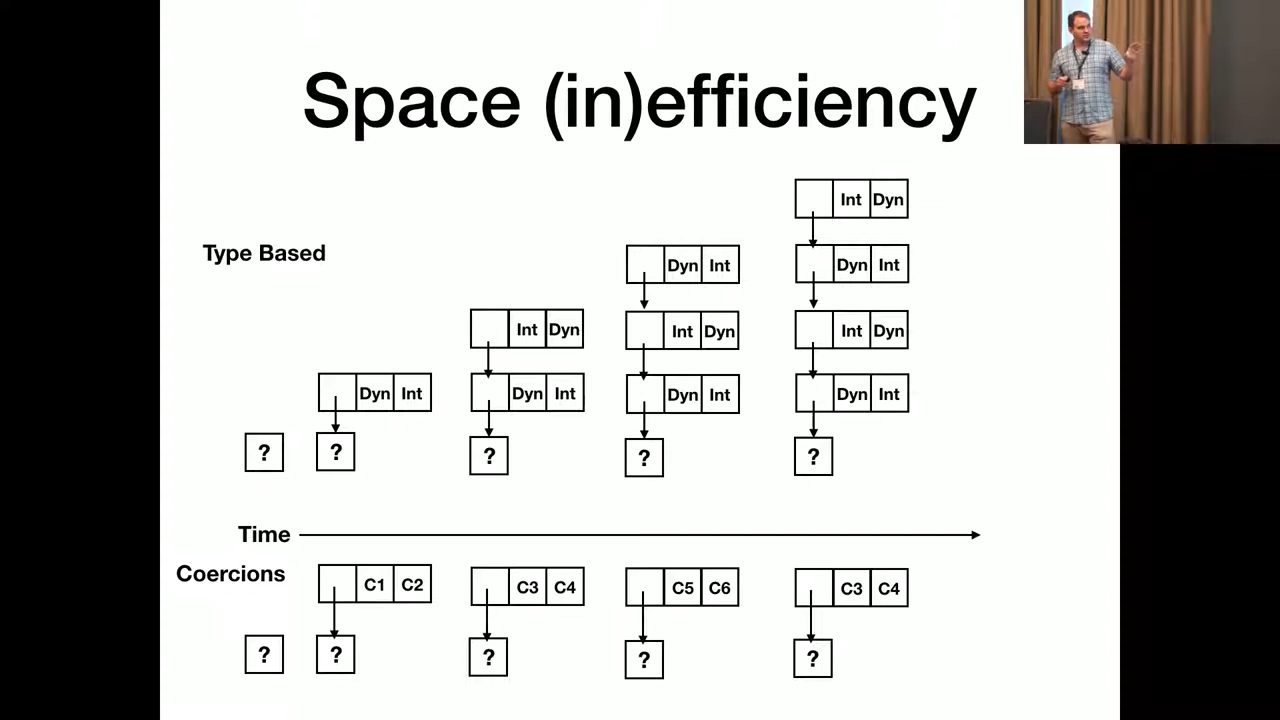 Space (in)efficiency
Int Dyn
Type Based
Dyn Int
Dyn Int
Int Dyn
Int Dyn
Int Dyn
Dyn Int
Dyn Int
Dyn Int
Dyn Int
? ? ? ? ?
Time
Coercions
C1 C2
C3 C4
C5 C6
C3 C4
? ? ? ? ?